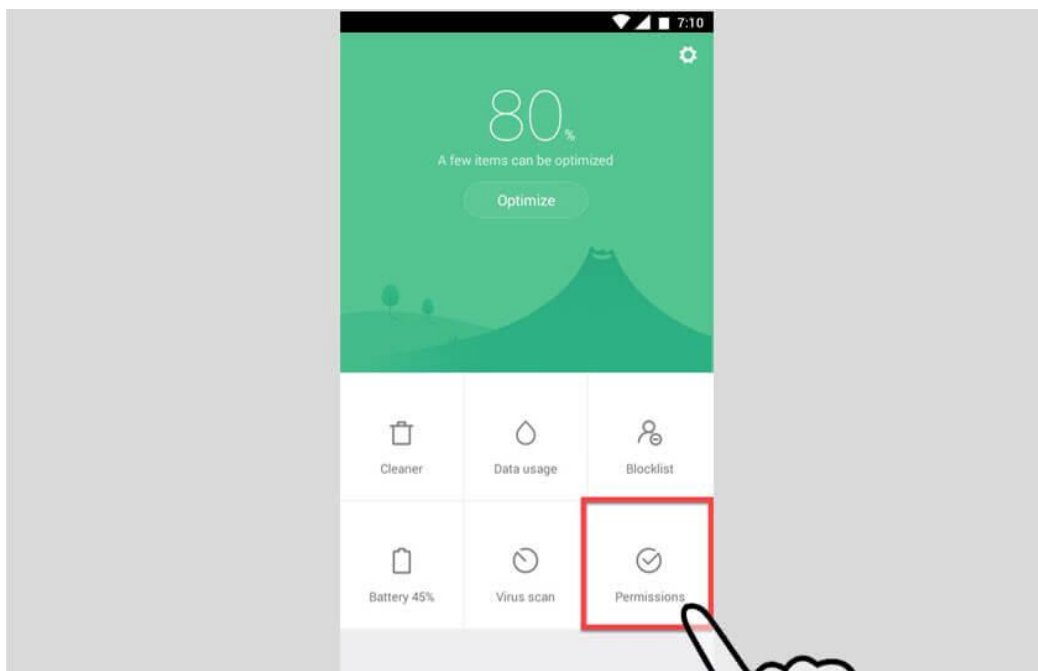 7:10
80%
A few items can be optimized
Optimize
Cleaner
Data usage
Blocklist
Battery 45%
Virus scan
Permissions